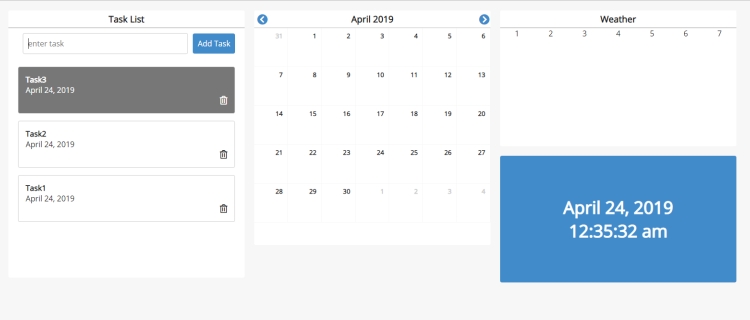 Task List
enter task
Add Task
Task3
April 24, 2019
Task2
April 24, 2019
Task1
April 24, 2019
April 2019
31 1 2 3 4 5 6
7 8 9 10 11 12 13
14 15 16 17 18 19 20
21 22 23 24 25 26 27
28 29 30 1 2 3 4
Weather
1 2 3 4 5 6 7
April 24, 2019
12:35:32 am